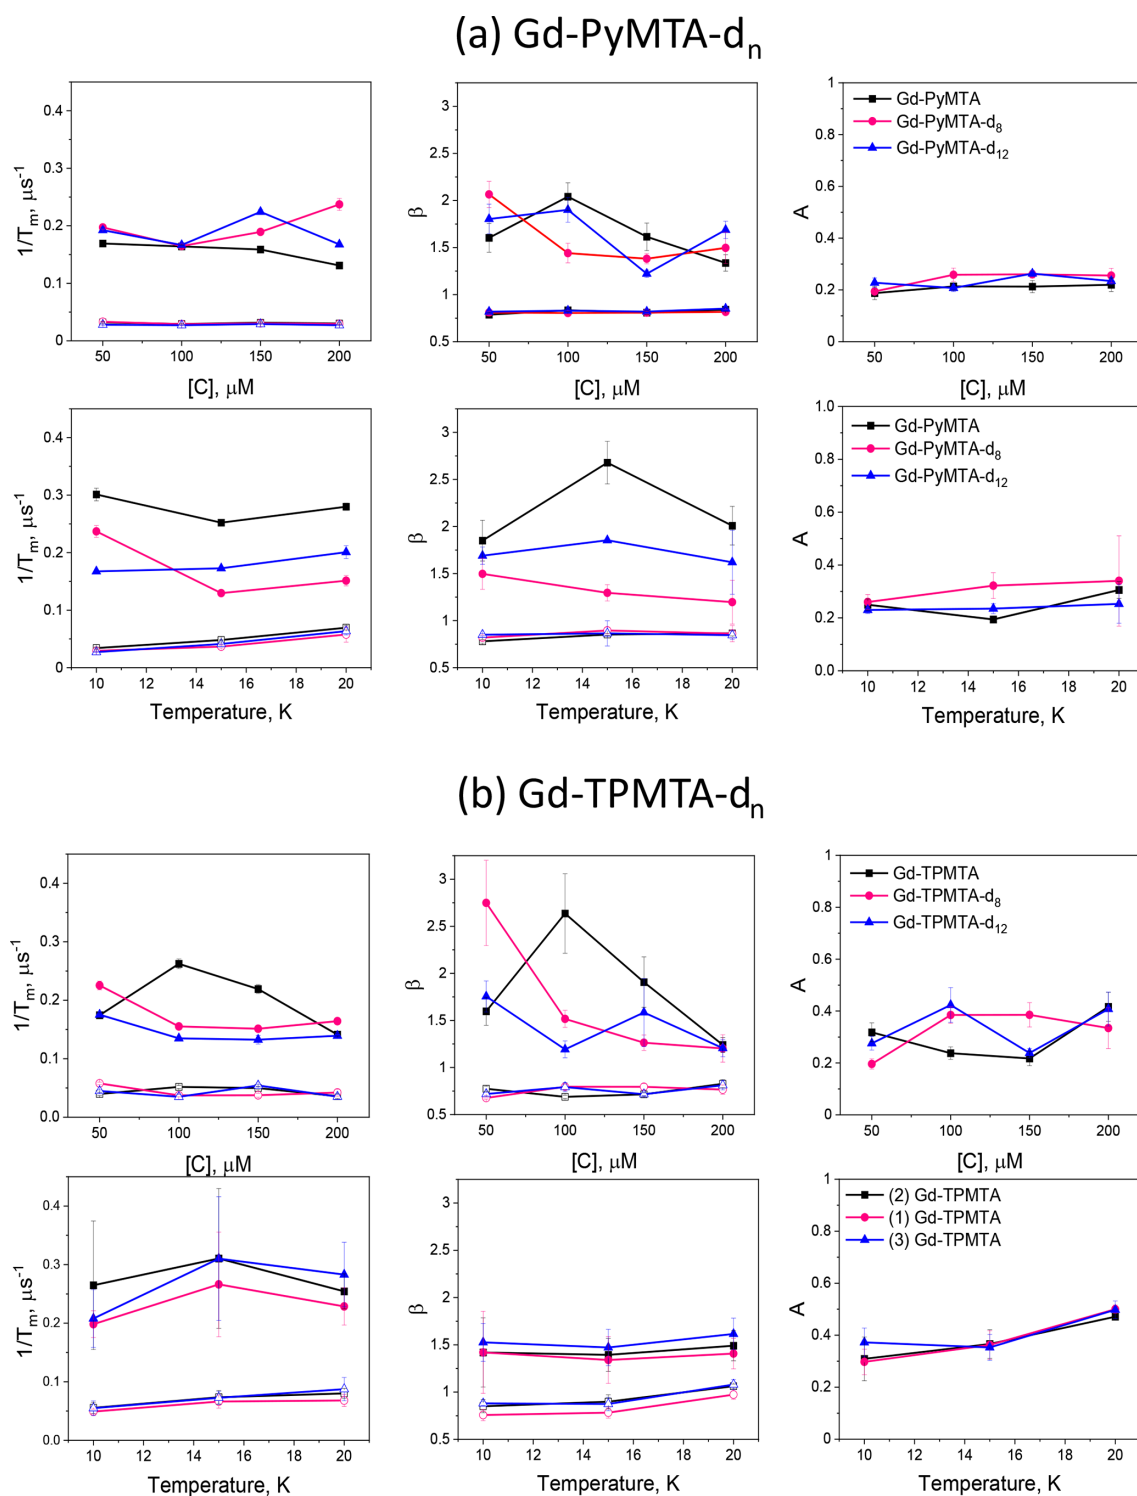 (a) Gd-PyMTA-dn
0.4
0.3
0.2
0.1
0
1/Tm, μs-1
50 100 150 200
[C], μM
3
2.5
2
1.5
1
0.5
β
50 100 150 200
[C], μM
1
0.8
0.6
0.4
0.2
0
A
Gd-PyMTA
Gd-PyMTA-d8
Gd-PyMTA-d12
50 100 150 200
[C], μM
0.4
0.3
0.2
0.1
0
1/Tm, μs-1
10 12 14 16 18 20
Temperature, K
3
2.5
2
1.5
1
0.5
β
10 12 14 16 18 20
Temperature, K
1.0
0.8
0.6
0.4
0.2
0.0
A
Gd-PyMTA
Gd-PyMTA-d8
Gd-PyMTA-d12
10 12 14 16 18 20
Temperature, K
(b) Gd-TPMTA-dn
0.4
0.3
0.2
0.1
0.0
1/Tm, μs-1
50 100 150 200
[C], μM
3
2.5
2
1.5
1
0.5
β
50 100 150 200
[C], μM
1
0.8
0.6
0.4
0.2
0
A
Gd-TPMTA
Gd-TPMTA-d8
Gd-TPMTA-d12
50 100 150 200
[C], μM
0.4
0.3
0.2
0.1
0.0
1/Tm, μs-1
10 12 14 16 18 20
Temperature, K
3
2.5
2
1.5
1
0.5
β
10 12 14 16 18 20
Temperature, K
1
0.8
0.6
0.4
0.2
0
A
(2) Gd-TPMTA
(1) Gd-TPMTA
(3) Gd-TPMTA
10 12 14 16 18 20
Temperature, K